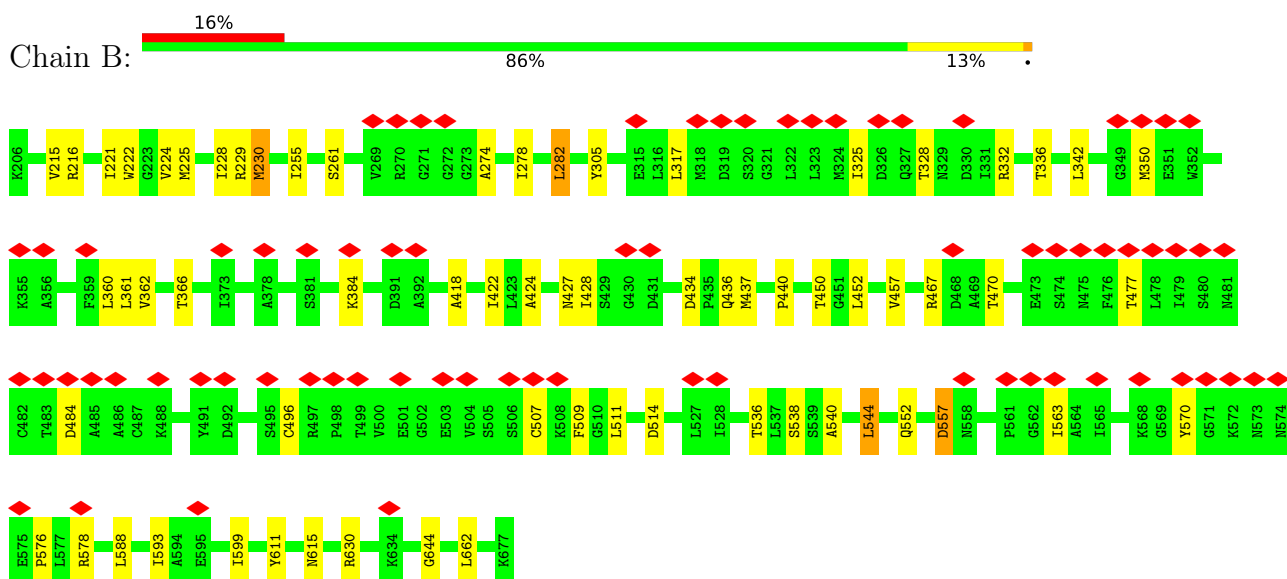 16%
Chain B:
86% 13% •
K206 V215 R216 I221 W222 G223 V224 M225 I228 R229 M230 I255 S261 V269 R270 G271 G272 G273 A274 I278 L282 Y305 E315 L316 L317 M318 D319 S320 G321 L322 L323 M324 I325 D326 Q327 T328 N329 D330 I331 R332 T336 L342 G349 M350 E351 W352
K355 A356 F359 L360 L361 V362 T366 I373 A378 S381 K384 D391 A392 A418 I422 L423 A424 N427 I428 S429 G430 D431 D434 P435 Q436 M437 P440 T450 G451 L452 V457 R467 D468 A469 T470 E473 S474 N475 F476 T477 L478 I479 S480 N481
C482 T483 D484 A485 A486 C487 K488 Y491 D492 S495 C496 R497 P498 T499 V500 E501 G502 E503 V504 S505 S506 C507 K508 F509 G510 L511 D514 L527 I528 T536 L537 S538 S539 A540 L544 Q552 D557 N558 P561 G562 I563 A564 I565 K568 G569 Y570 G571 K572 N573 N574
E575 P576 L577 R578 L588 I593 A594 E595 I599 Y611 N615 R630 K634 G644 L662 K677